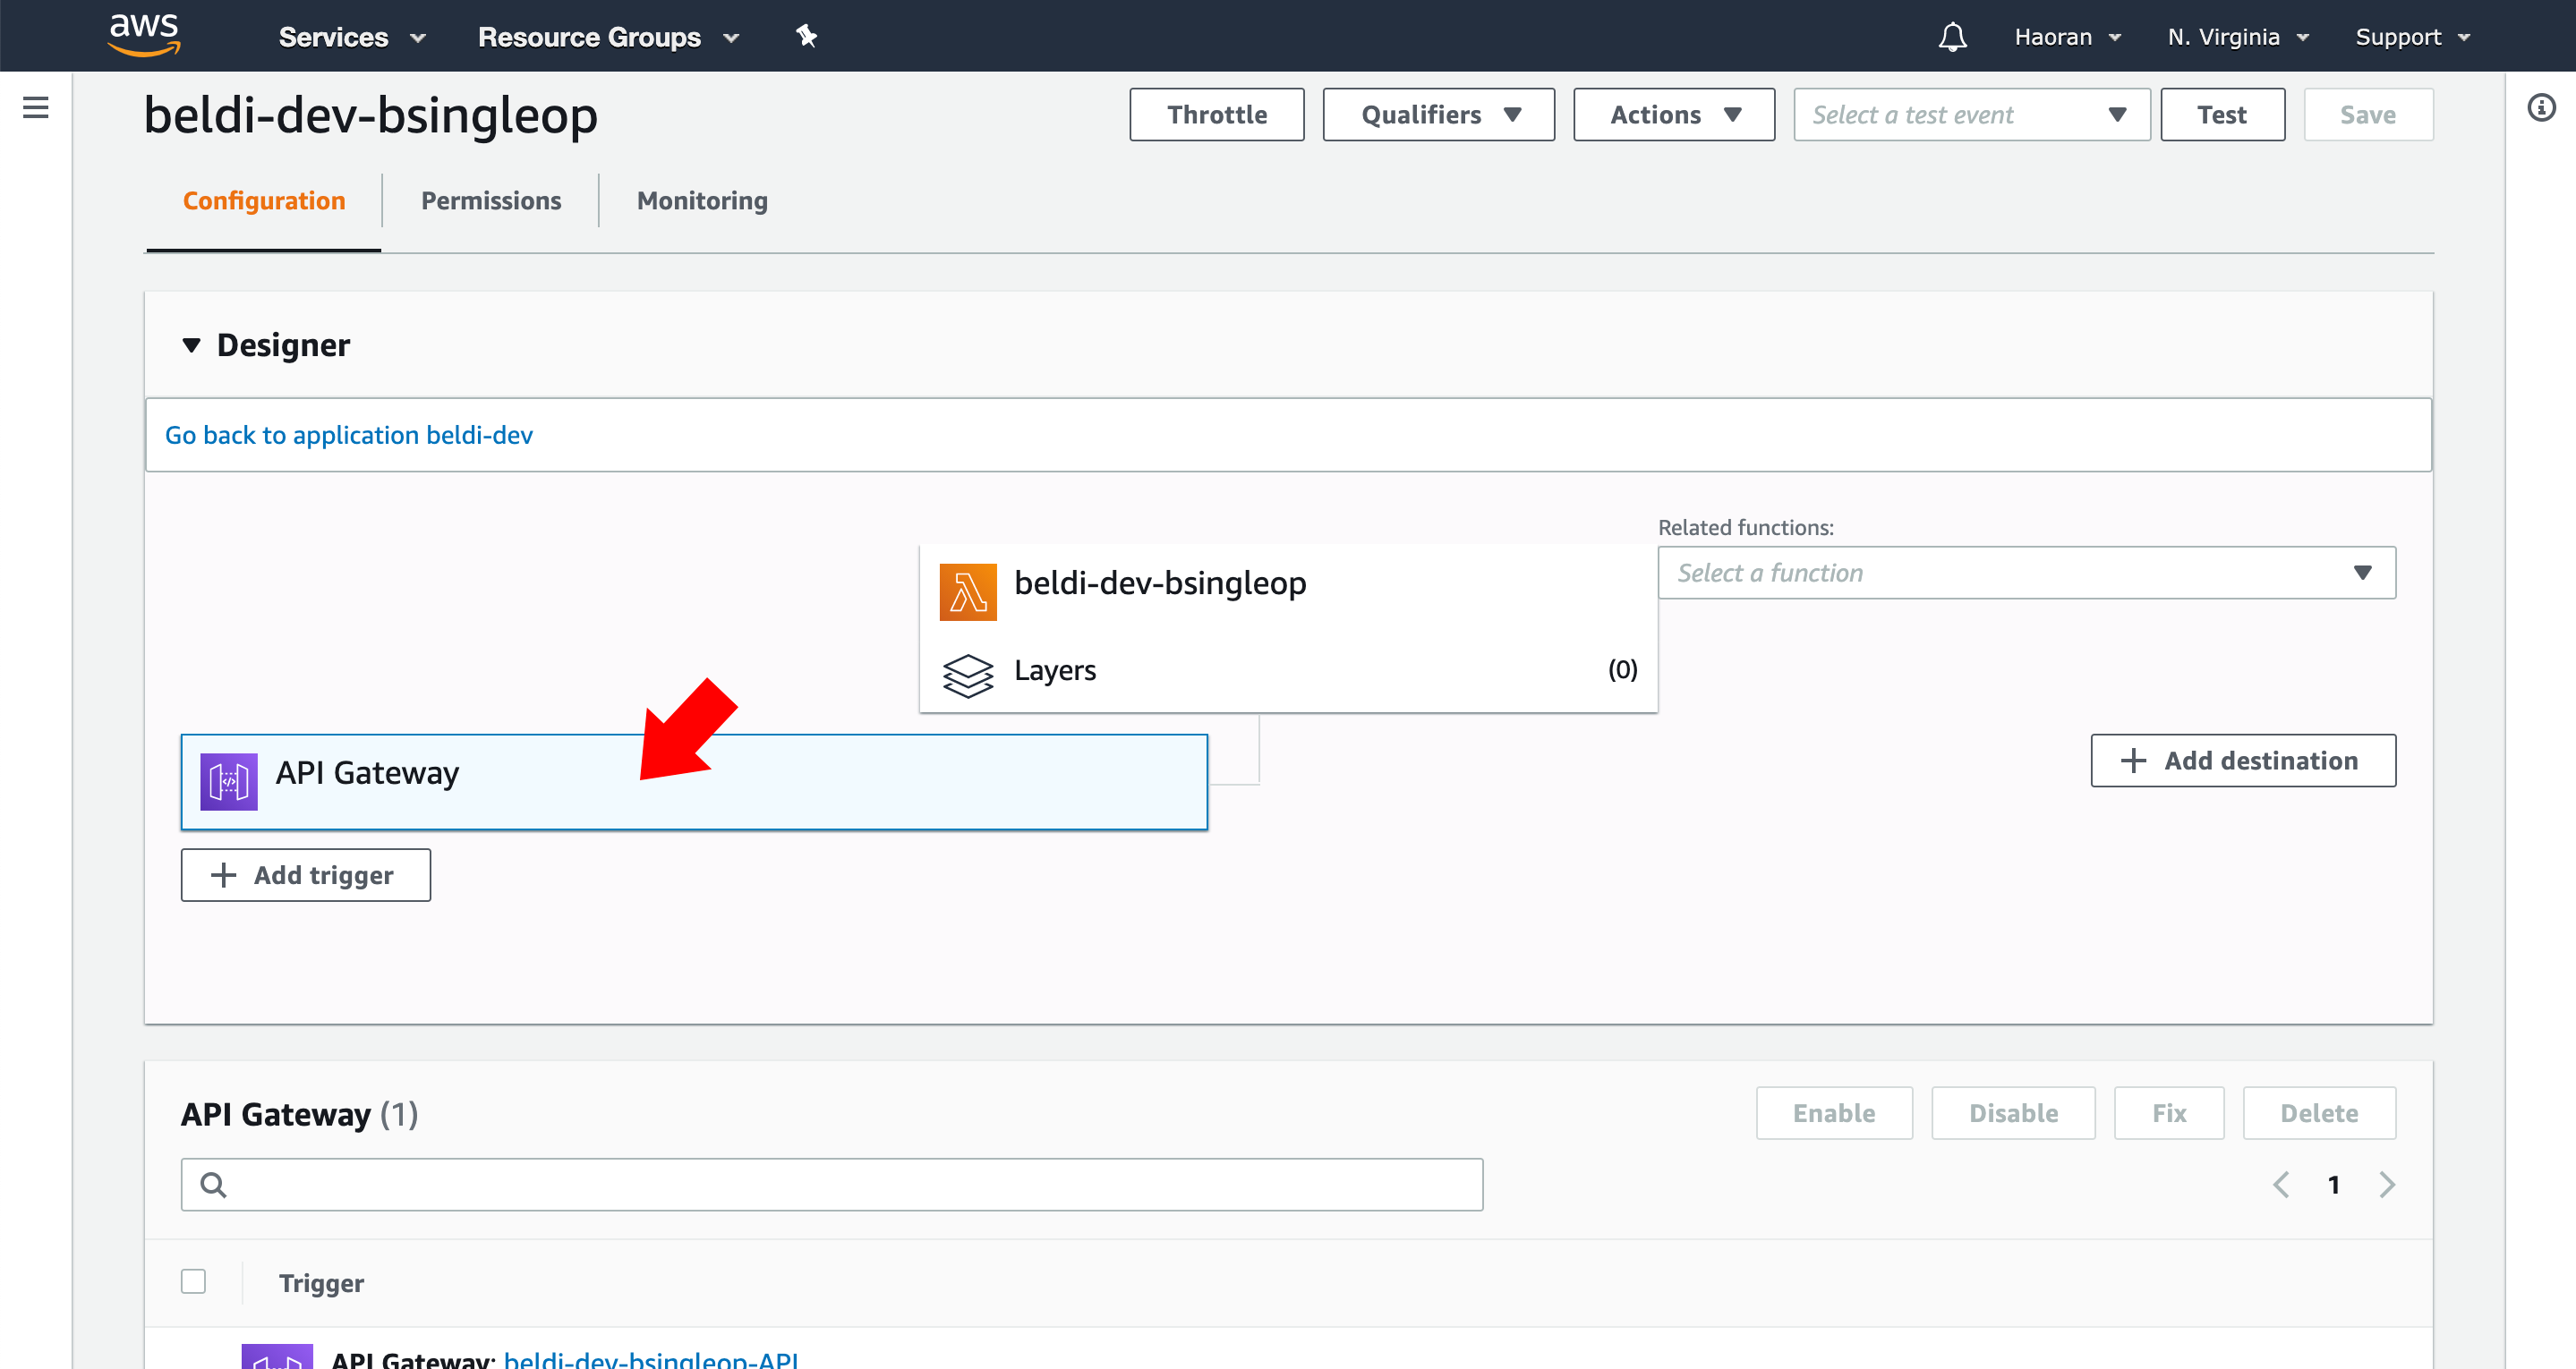 aws Services Resource Groups Haoran N. Virginia Support
beldi-dev-bsingleop Throttle Qualifiers Actions Select a test event Test Save
Configuration Permissions Monitoring
Designer
Go back to application beldi-dev
Related functions:
beldi-dev-bsingleop Select a function
Layers (0)
API Gateway Add destination
Add trigger
API Gateway (1) Enable Disable Fix Delete
1
Trigger
API Gateway: beldi-dev-bsingleop-API